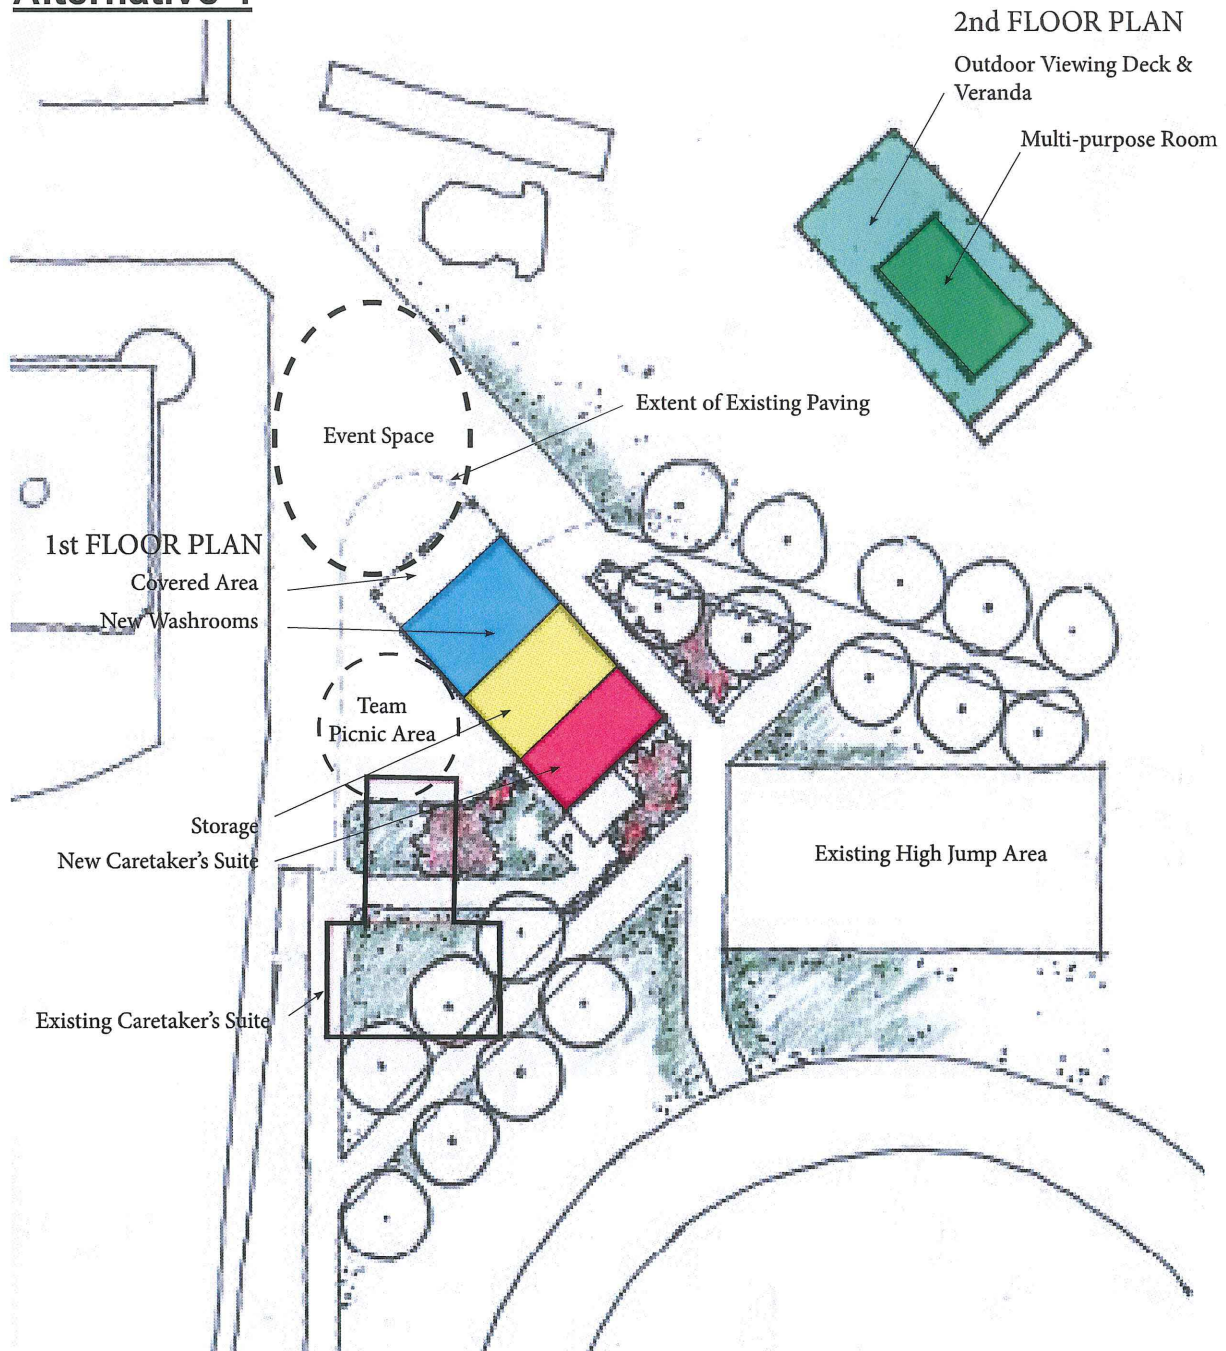 2nd FLOOR PLAN
Outdoor Viewing Deck &
Veranda
Multi-purpose Room
Extent of Existing Paving
Event Space
1st FLOOR PLAN
Covered Area
New Washrooms
Team
Picnic Area
Storage
New Caretaker's Suite
Existing High Jump Area
Existing Caretaker's Suite